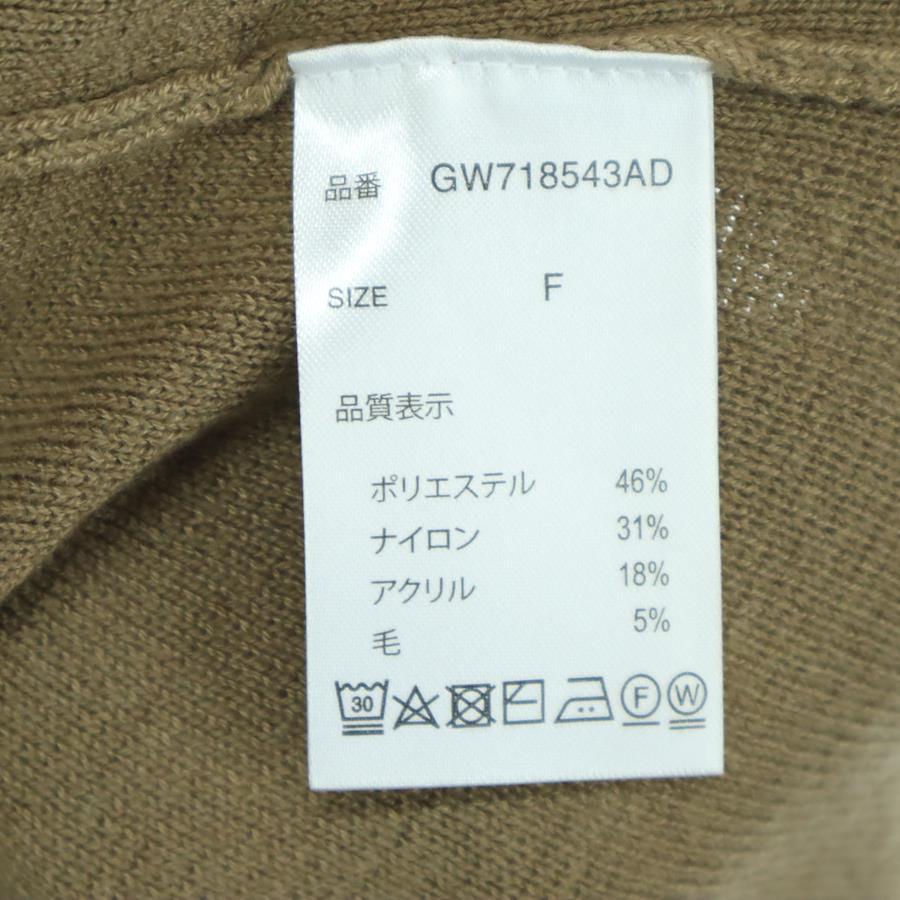 品番 GW718543AD
SIZE F
品質表示
ポリエステル 46%
ナイロン 31%
アクリル 18%
毛 5%
30 F W